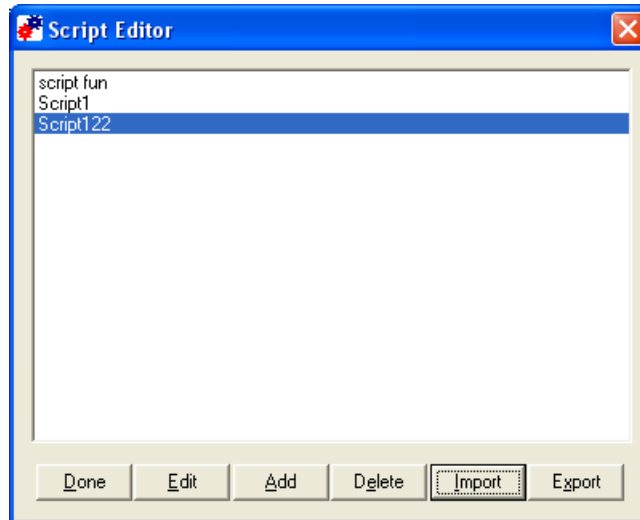 Script Editor
script fun
Script1
Script122
Done Edit Add Delete Import Export